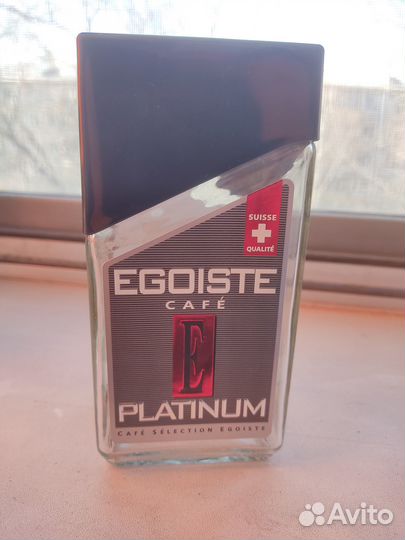 SUISSE
QUALITÉ
EGOISTE
CAFÉ
E
PLATINUM
CAFÉ SÉLECTION EGOISTE
Avito